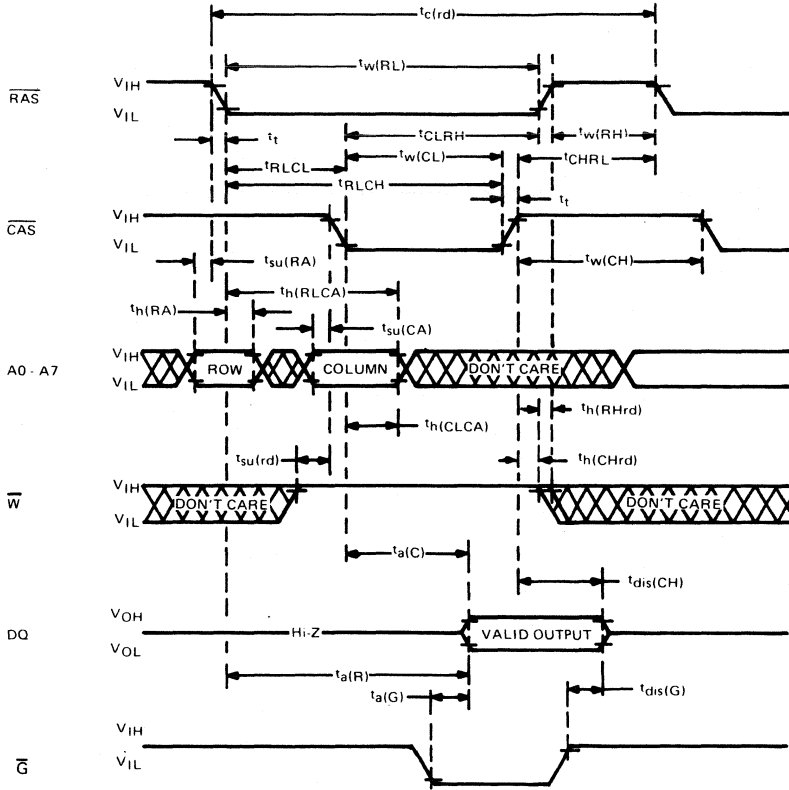 tc(rd)
tw(RL)
RAS
VIH
VIL
tCLRH
tw(RH)
tt
tRLCL
tw(CL)
tCHRL
tRLCH
tt
CAS
VIH
VIL
tsu(RA)
tw(CH)
th(RLCA)
th(RA)
tsu(CA)
A0 - A7
VIH
VIL
ROW
COLUMN
DON'T CARE
th(RHrd)
th(CLCA)
tsu(rd)
th(CHrd)
W
VIH
VIL
DON'T CARE
DON'T CARE
ta(C)
tdis(CH)
DQ
VOH
VOL
Hi-Z
VALID OUTPUT
ta(R)
ta(G)
tdis(G)
G
VIH
VIL